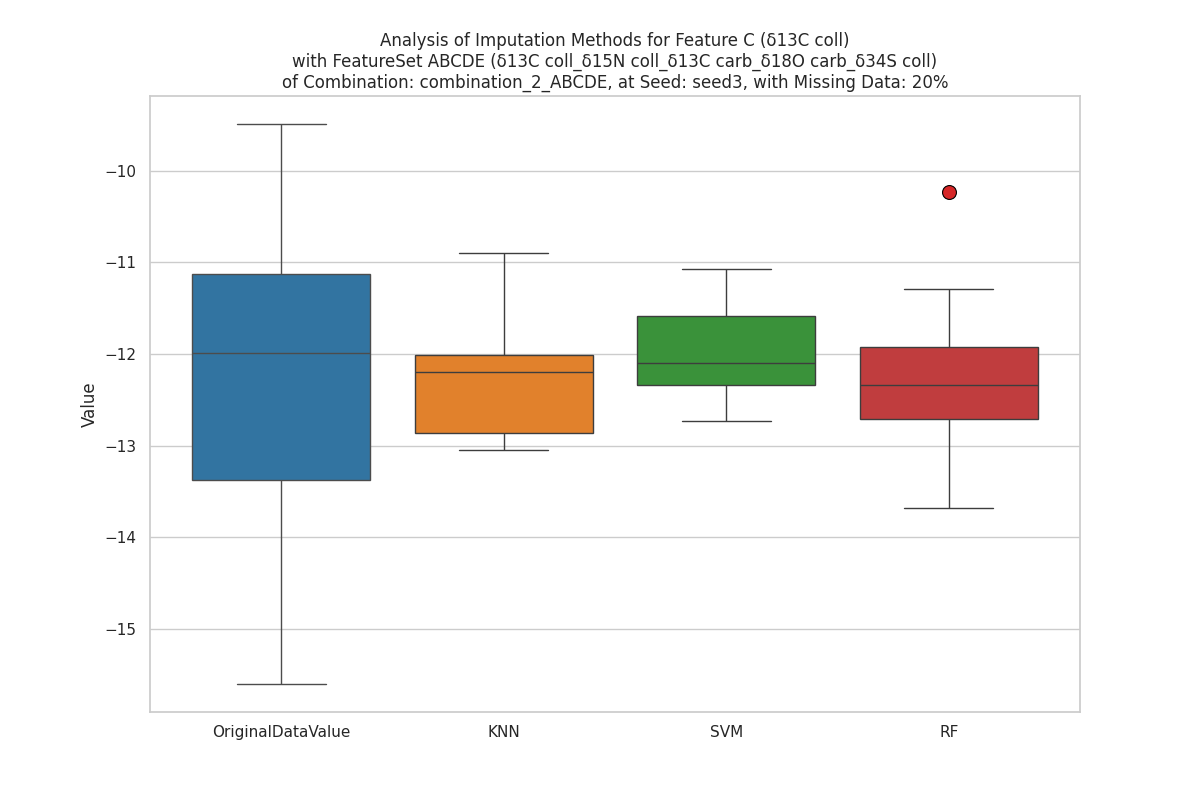 Analysis of Imputation Methods for Feature C (δ13C coll)
with FeatureSet ABCDE (δ13C coll_δ15N coll_δ13C carb_δ18O carb_δ34S coll)
of Combination: combination_2_ABCDE, at Seed: seed3, with Missing Data: 20%
Value
−10
−11
−12
−13
−14
−15
OriginalDataValue
KNN
SVM
RF